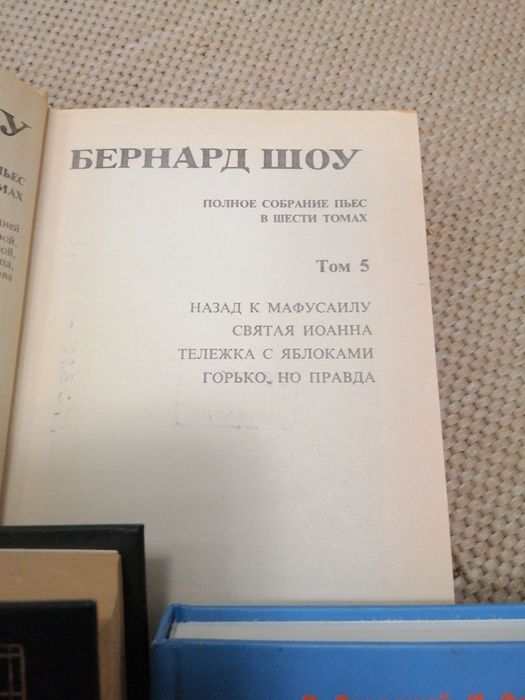 БЕРНАРД ШОУ
ПОЛНОЕ СОБРАНИЕ ПЬЕС
В ШЕСТИ ТОМАХ
Том 5
НАЗАД К МАФУСАИЛУ
СВЯТАЯ ИОАННА
ТЕЛЕЖКА С ЯБЛОКАМИ
ГОРЬКО, НО ПРАВДА